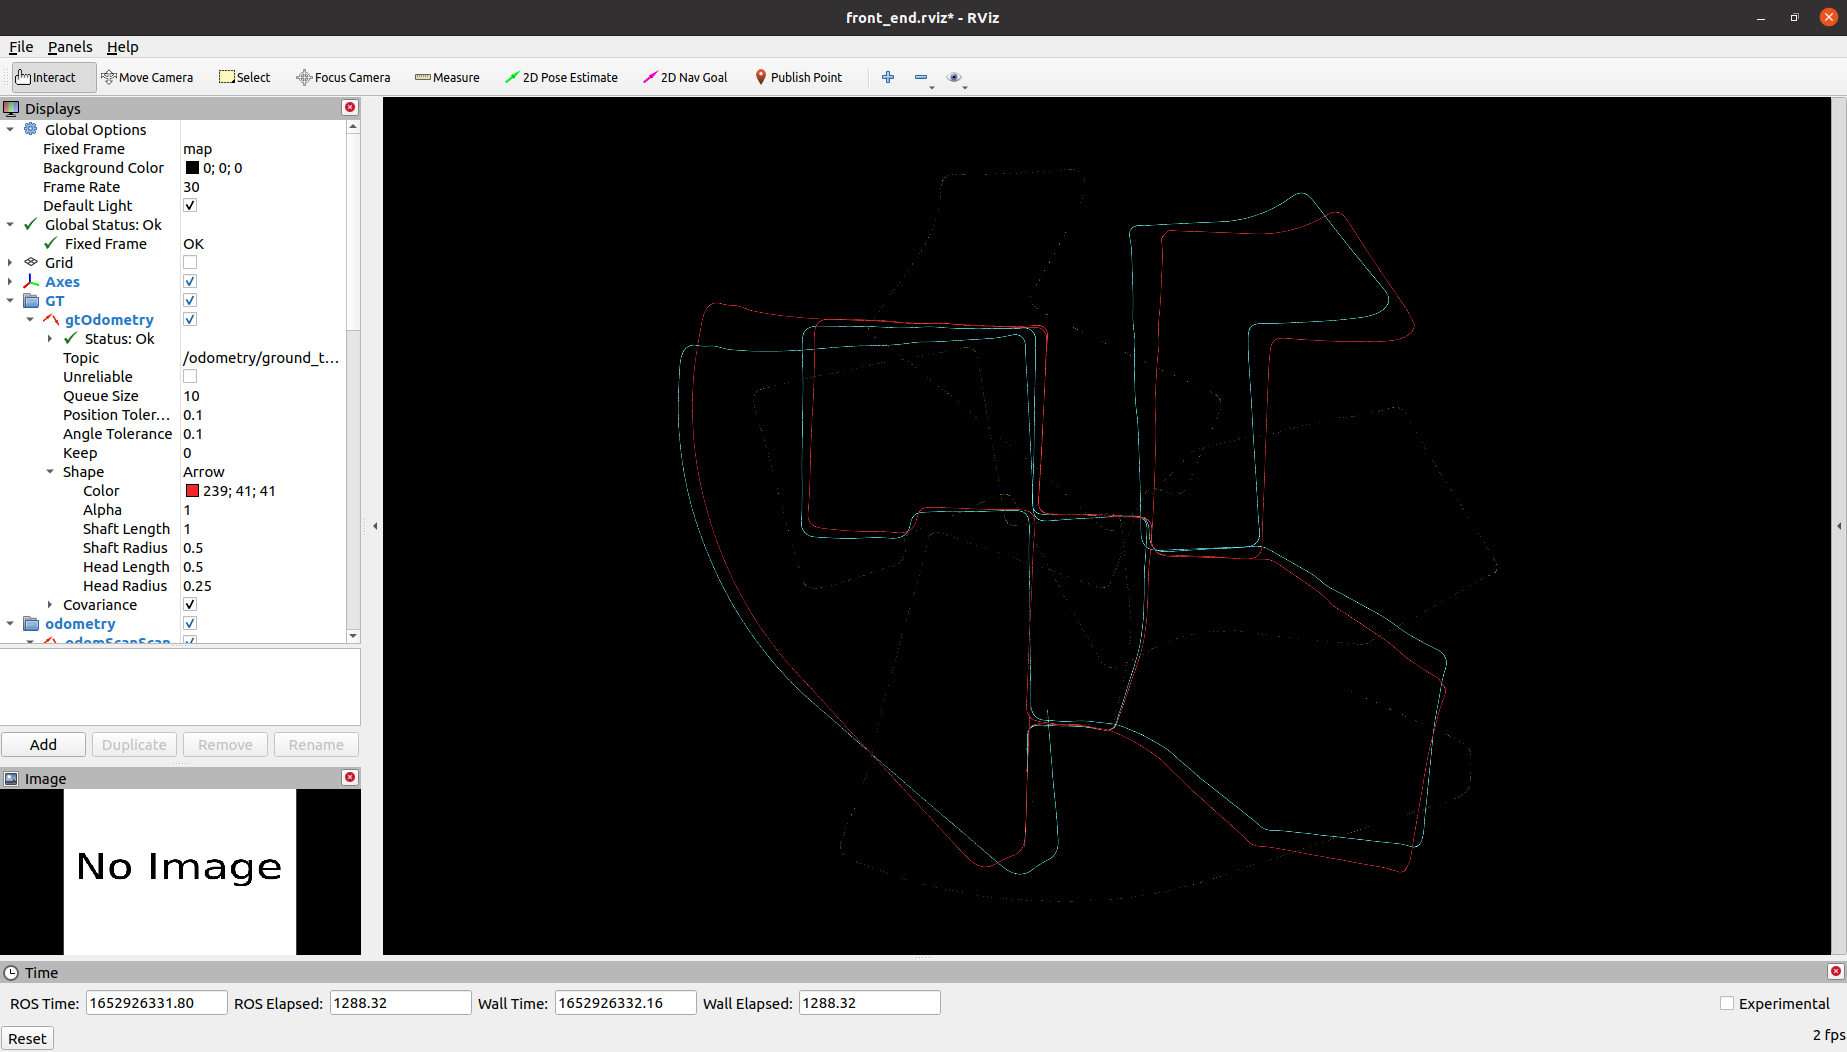 front_end.rviz* - RViz
File Panels Help
Interact Move Camera Select Focus Camera Measure 2D Pose Estimate 2D Nav Goal Publish Point
Displays
Global Options
Fixed Frame map
Background Color 0; 0; 0
Frame Rate 30
Default Light
Global Status: Ok
Fixed Frame OK
Grid
Axes
GT
gtOdometry
Status: Ok
Topic /odometry/ground_t...
Unreliable
Queue Size 10
Position Toler... 0.1
Angle Tolerance 0.1
Keep 0
Shape Arrow
Color 239; 41; 41
Alpha 1
Shaft Length 1
Shaft Radius 0.5
Head Length 0.5
Head Radius 0.25
Covariance
odometry
odomScanScan
Add Duplicate Remove Rename
Image
No Image
Time
ROS Time: 1652926331.80 ROS Elapsed: 1288.32 Wall Time: 1652926332.16 Wall Elapsed: 1288.32 Experimental
Reset 2 fps